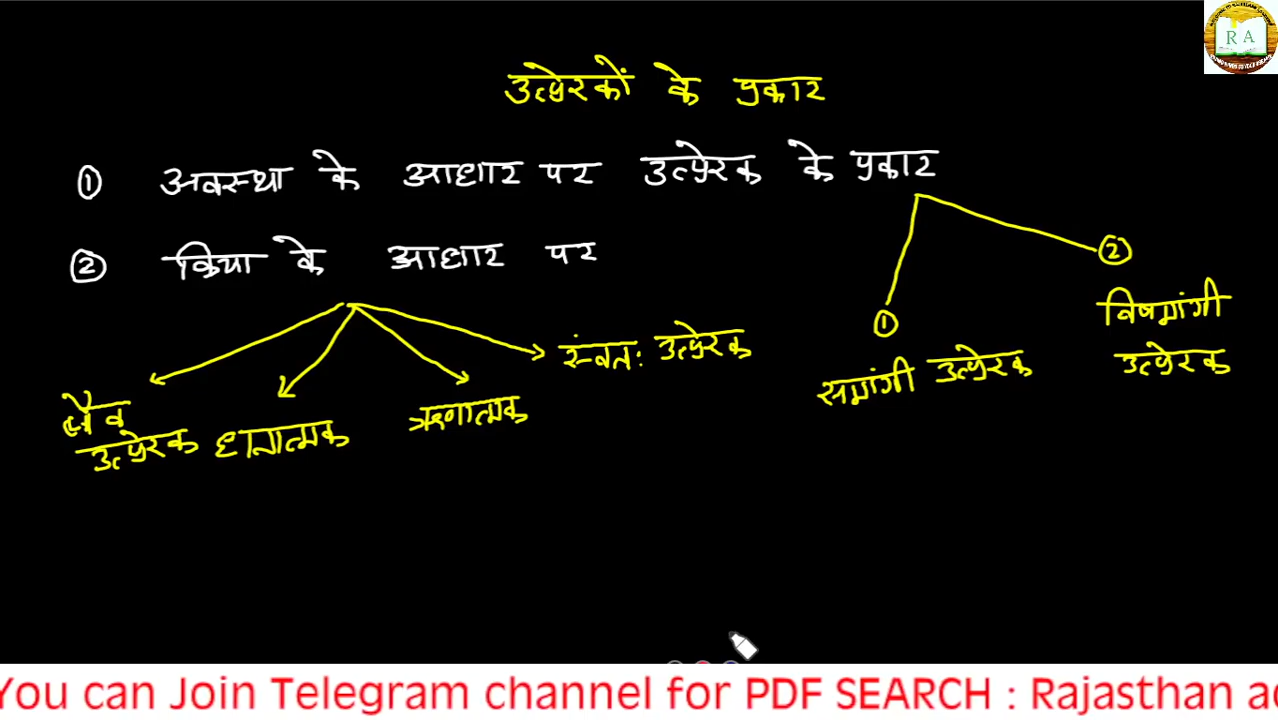 उत्प्रेरकों के प्रकार
① अवस्था के आधार पर उत्प्रेरक के प्रकार
② क्रिया के आधार पर
जैव उत्प्रेरक
धनात्मक
ऋणात्मक
स्वतः उत्प्रेरक
① समांगी उत्प्रेरक
② विषमांगी उत्प्रेरक
R A
You can Join Telegram channel for PDF SEARCH : Rajasthan ac